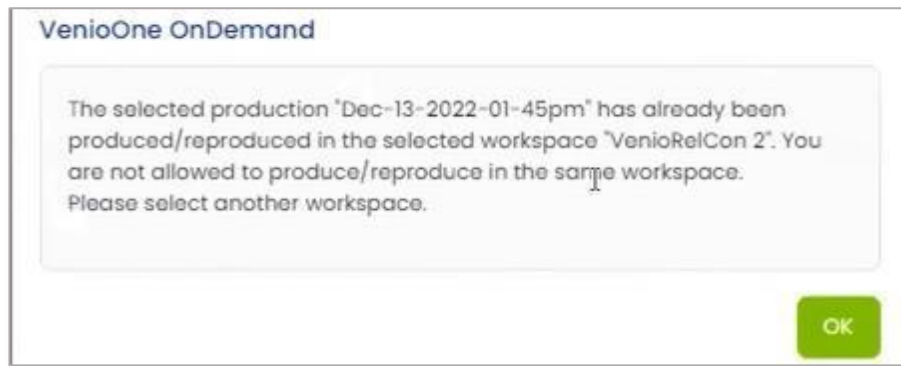 VenioOne OnDemand
The selected production "Dec-13-2022-01-45pm" has already been
produced/reproduced in the selected workspace "VenioRelCon 2". You
are not allowed to produce/reproduce in the same workspace.
Please select another workspace.
OK